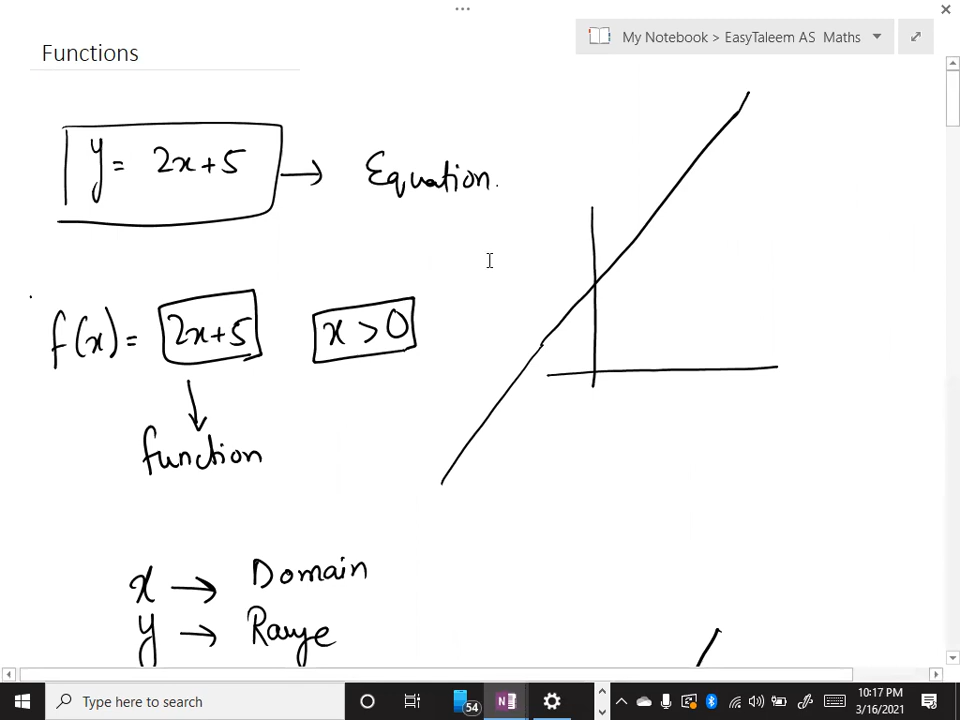 My Notebook > EasyTaleem AS Maths
Functions
y = 2x+5 → Equation.
f(x) = 2x+5 x > 0
function
x → Domain
y → Range
Type here to search
54
10:17 PM
3/16/2021